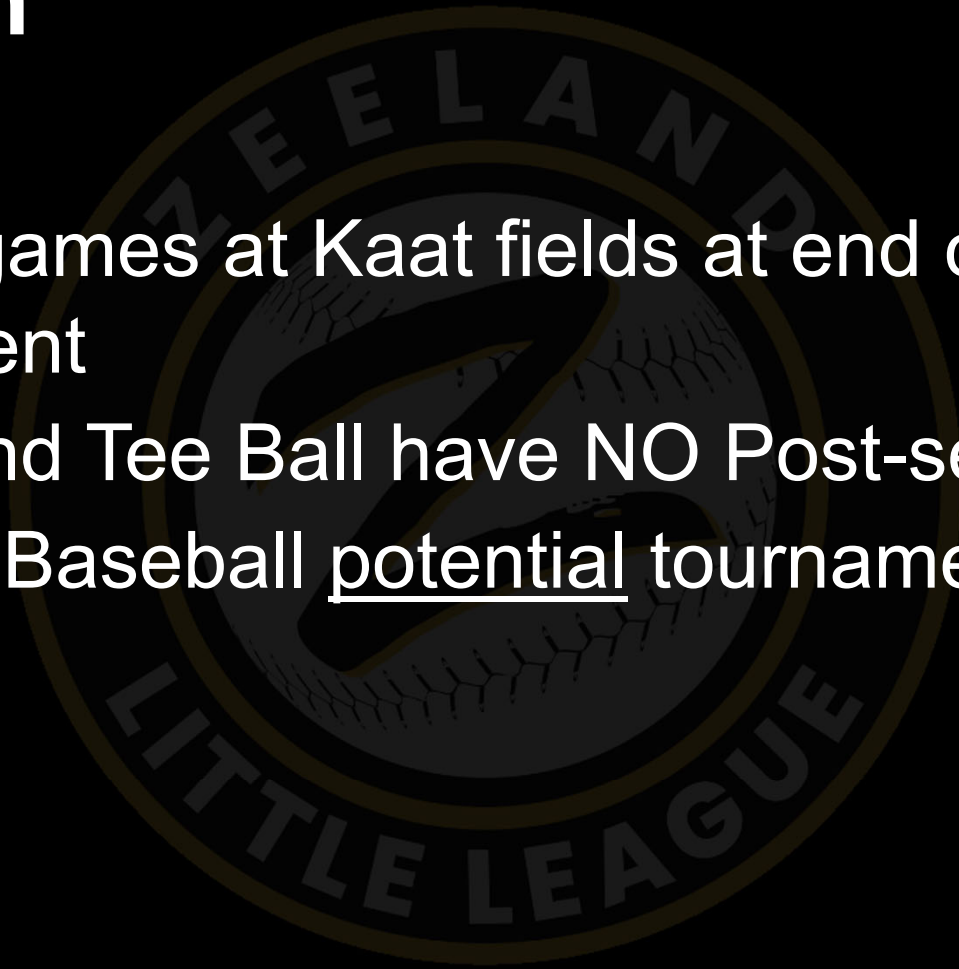 ZEELAND
games at Kaat fields at end
ent
nd Tee Ball have NO Post-se
Baseball potential tourname
LITTLE LEAGUE